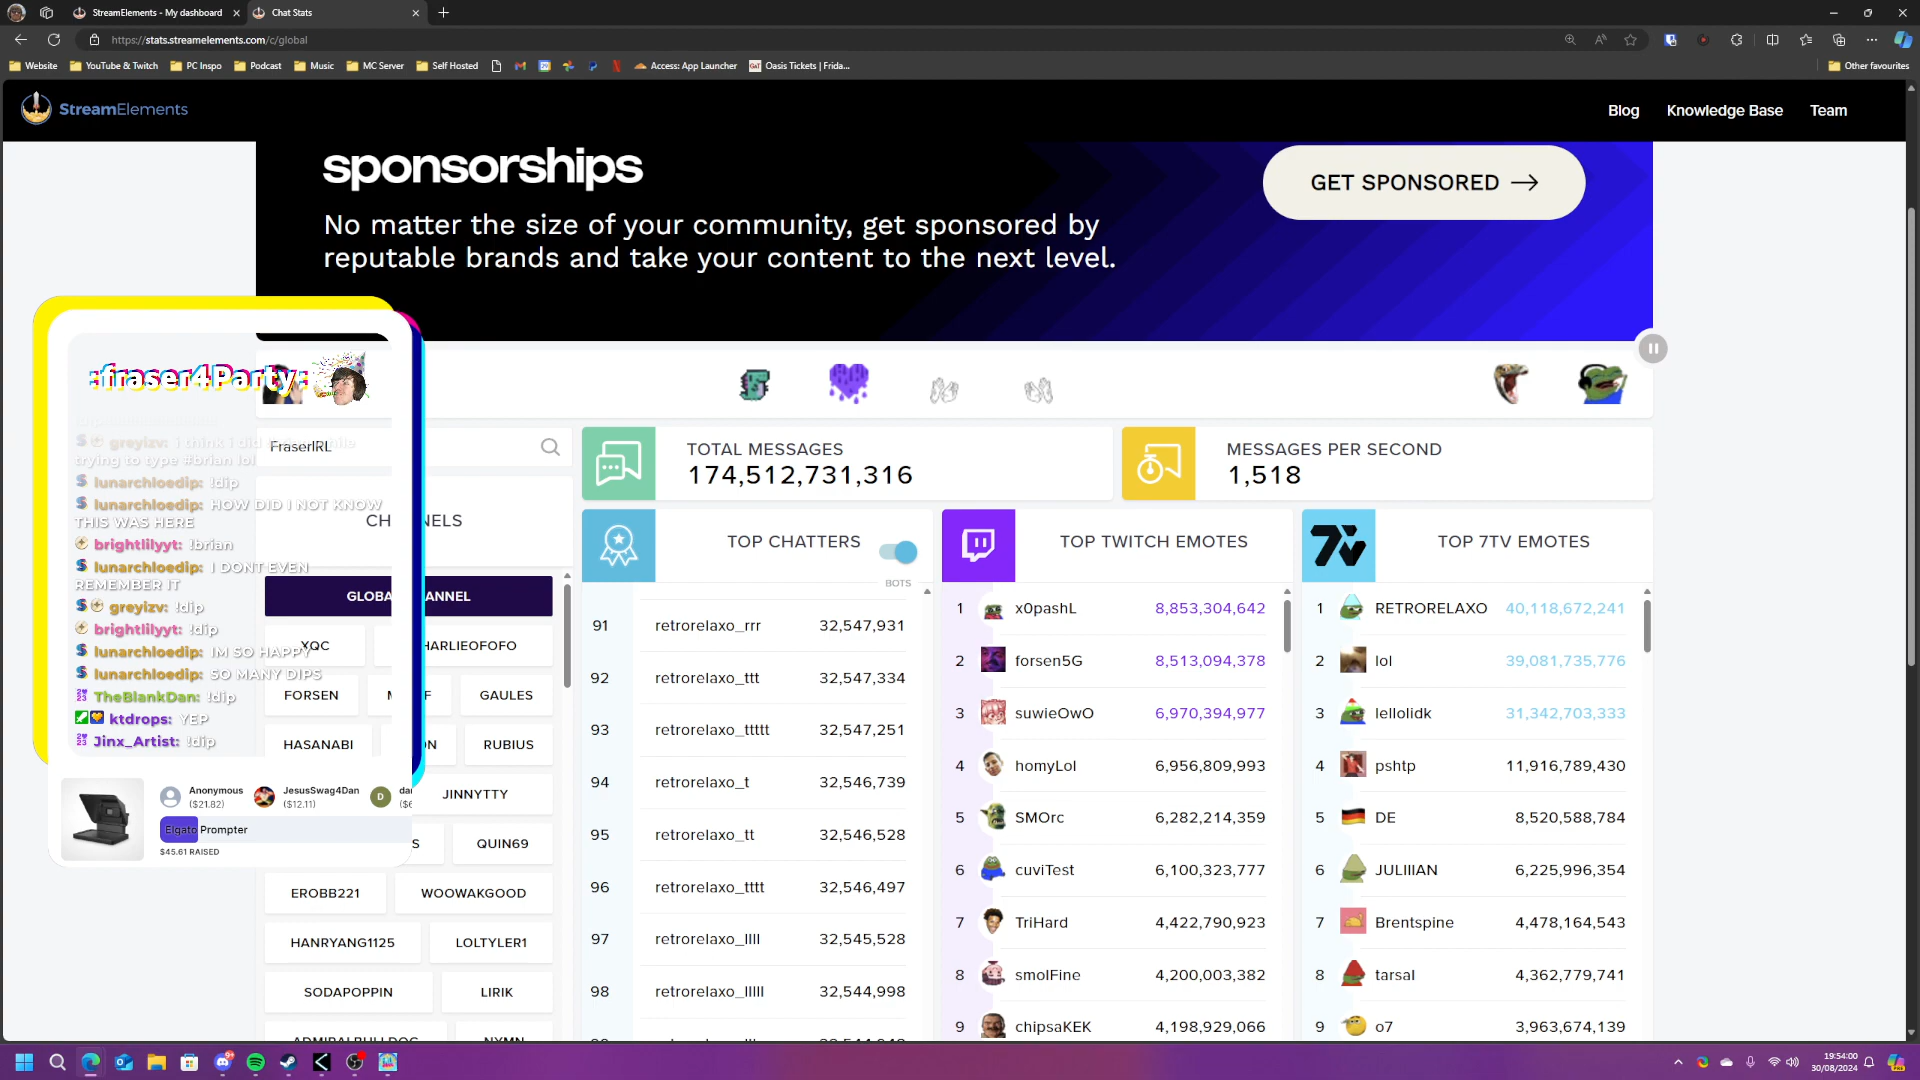 StreamElements - My dashboard
Chat Stats
https://stats.streamelements.com/c/global
Website
YouTube & Twitch
PC Inspo
Podcast
Music
MC Server
Self Hosted
Access: App Launcher
Oasis Tickets | Frida...
Other favourites
StreamElements
Blog
Knowledge Base
Team
sponsorships
No matter the size of your community, get sponsored by
reputable brands and take your content to the next level.
GET SPONSORED
:fraser4Party:
greyizv: i think i did
trying to type #brian lol
FraserIRL
lunarchloedip: !dip
lunarchloedip: HOW DID I NOT KNOW
THIS WAS HERE
brightlilyyt: !brian
lunarchloedip: I DONT EVEN
REMEMBER IT
greyizv: !dip
brightlilyyt: !dip
lunarchloedip: IM SO HAPPY
lunarchloedip: SO MANY DIPS
TheBlankDan: !dip
ktdrops: YEP
Jinx_Artist: !dip
Anonymous
($21.82)
JesusSwag4Dan
($12.11)
D
Elgato Prompter
$45.61 RAISED
XQC
FORSEN
GAULES
HASANABI
RUBIUS
JINNYTTY
QUIN69
EROBB221
WOOWAKGOOD
HANRYANG1125
LOLTYLER1
SODAPOPPIN
LIRIK
TOTAL MESSAGES
174,512,731,316
MESSAGES PER SECOND
1,518
TOP CHATTERS
BOTS
91 retrorelaxo_rrr 32,547,931
92 retrorelaxo_ttt 32,547,334
93 retrorelaxo_ttttt 32,547,251
94 retrorelaxo_t 32,546,739
95 retrorelaxo_tt 32,546,528
96 retrorelaxo_tttt 32,546,497
97 retrorelaxo_llll 32,545,528
98 retrorelaxo_lllll 32,544,998
TOP TWITCH EMOTES
1 x0pashL 8,853,304,642
2 forsen5G 8,513,094,378
3 suwieOwO 6,970,394,977
4 homyLol 6,956,809,993
5 SMOrc 6,282,214,359
6 cuviTest 6,100,323,777
7 TriHard 4,422,790,923
8 smolFine 4,200,003,382
9 chipsaKEK 4,198,929,066
TOP 7TV EMOTES
1 RETRORELAXO 40,118,672,241
2 lol 39,081,735,776
3 lellolidk 31,342,703,333
4 pshtp 11,916,789,430
5 DE 8,520,588,784
6 JULIIIAN 6,225,996,354
7 Brentspine 4,478,164,543
8 tarsal 4,362,779,741
9 o7 3,963,674,139
19:54:00
30/08/2024